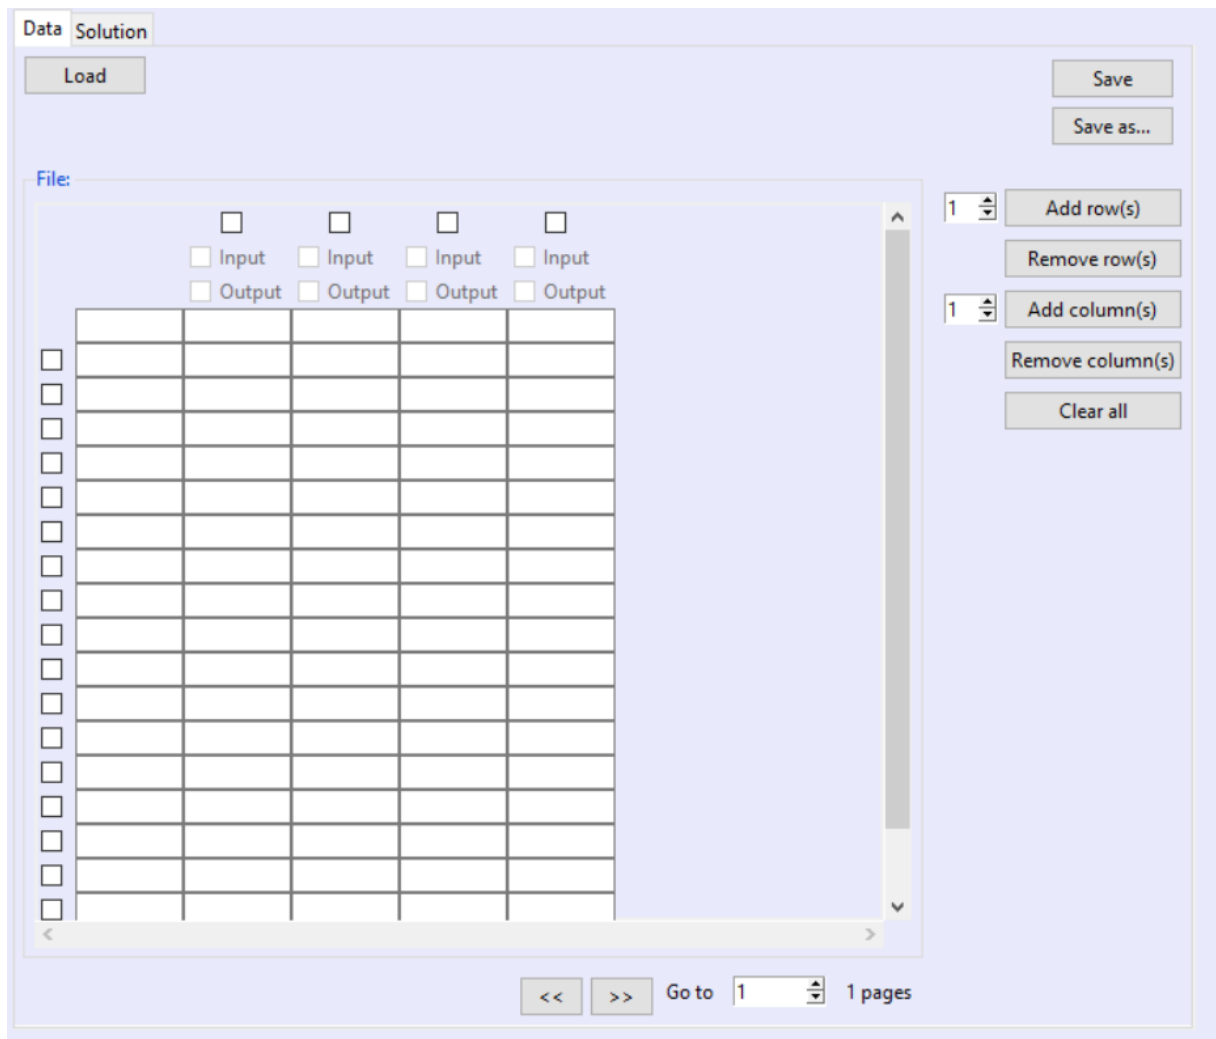 Data Solution
Load
Save
Save as...
File:
1 Add row(s)
Input Input Input Input
Remove row(s)
Output Output Output Output
1 Add column(s)
Remove column(s)
Clear all
<< >> Go to 1 1 pages